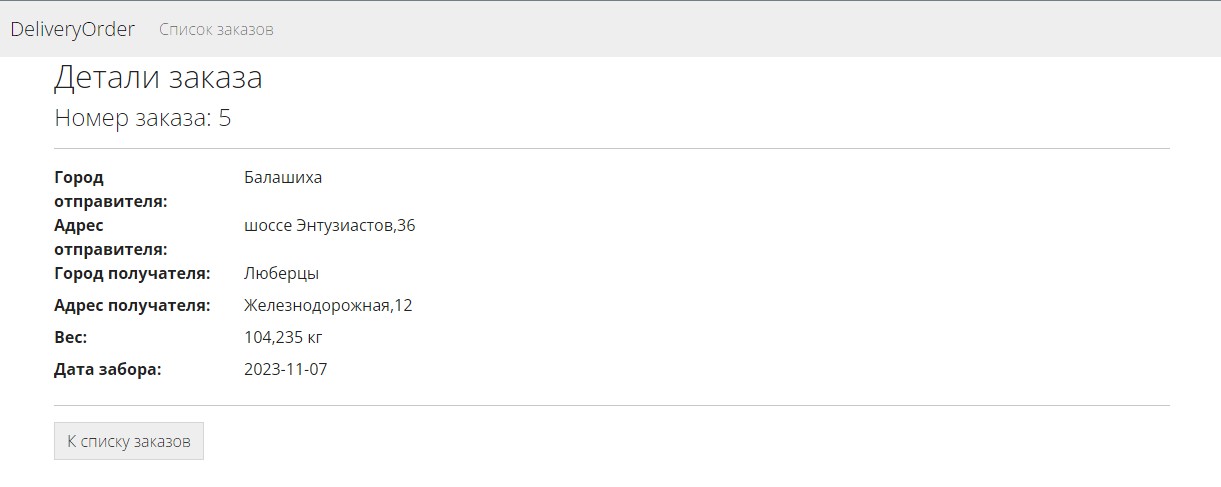 DeliveryOrder Список заказов
Детали заказа
Номер заказа: 5
Город Балашиха
отправителя:
Адрес шоссе Энтузиастов,36
отправителя:
Город получателя: Люберцы
Адрес получателя: Железнодорожная,12
Вес: 104,235 кг
Дата забора: 2023-11-07
К списку заказов